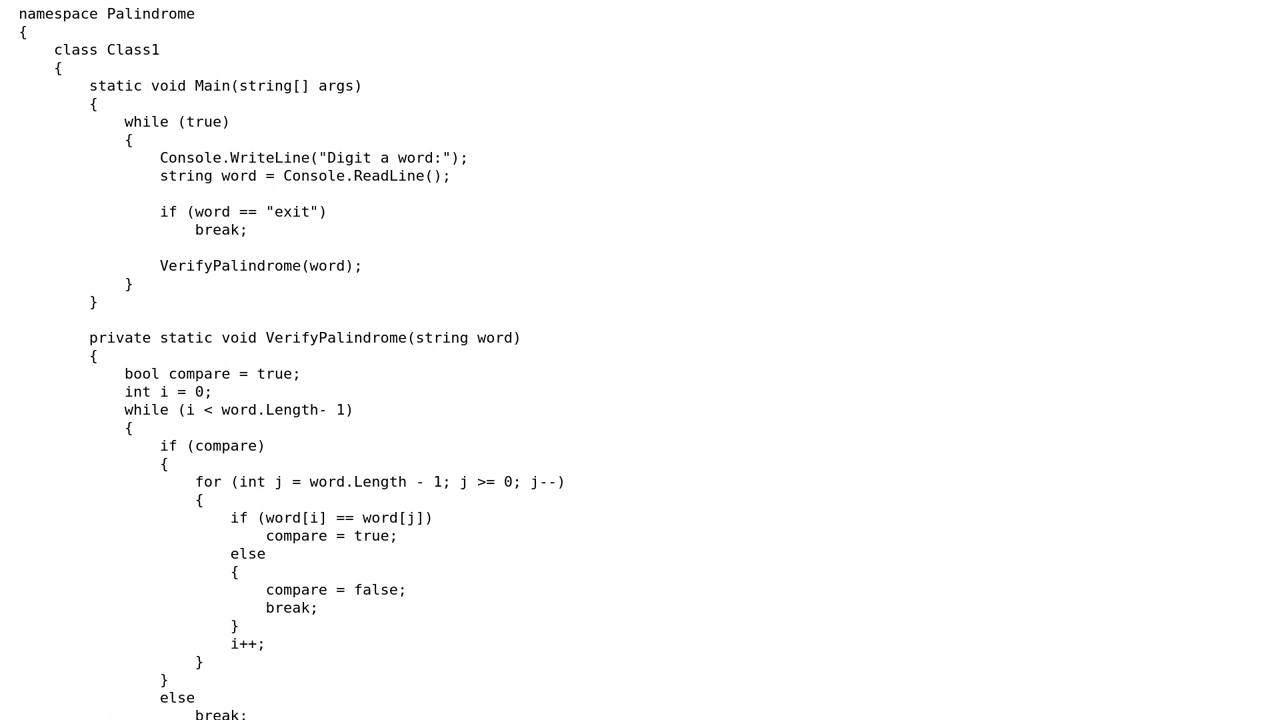 namespace Palindrome
{
    class Class1
    {
        static void Main(string[] args)
        {
            while (true)
            {
                Console.WriteLine("Digit a word:");
                string word = Console.ReadLine();

                if (word == "exit")
                    break;

                VerifyPalindrome(word);
            }
        }

        private static void VerifyPalindrome(string word)
        {
            bool compare = true;
            int i = 0;
            while (i < word.Length- 1)
            {
                if (compare)
                {
                    for (int j = word.Length - 1; j >= 0; j--)
                    {
                        if (word[i] == word[j])
                            compare = true;
                        else
                        {
                            compare = false;
                            break;
                        }
                        i++;
                    }
                }
                else
                    break;